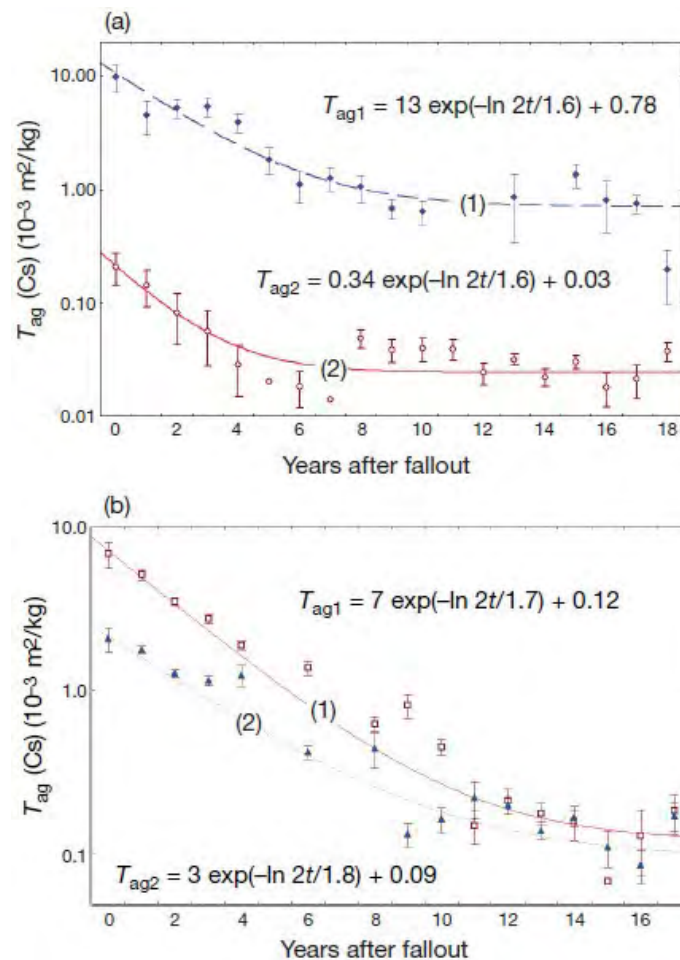 (a)
10.00
1.00
0.10
0.01
T_ag (Cs) (10⁻³ m²/kg)
T_ag1 = 13 exp(–ln 2t/1.6) + 0.78
(1)
T_ag2 = 0.34 exp(–ln 2t/1.6) + 0.03
(2)
0 2 4 6 8 10 12 14 16 18
Years after fallout
(b)
10.0
1.0
0.1
T_ag (Cs) (10⁻³ m²/kg)
T_ag1 = 7 exp(–ln 2t/1.7) + 0.12
(1)
(2)
T_ag2 = 3 exp(–ln 2t/1.8) + 0.09
0 2 4 6 8 10 12 14 16
Years after fallout